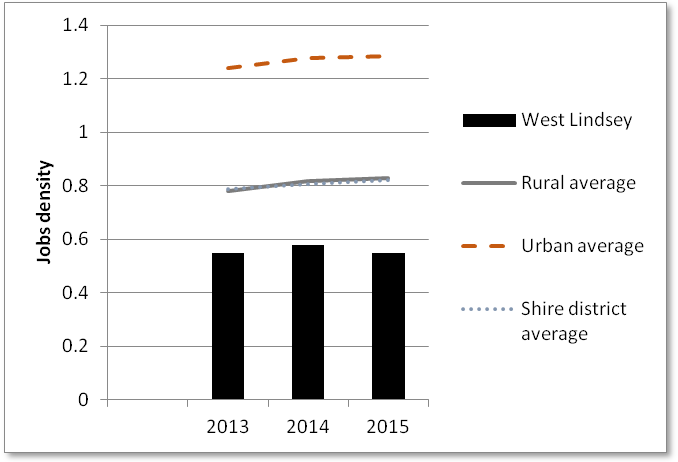 1.4
1.2
1
0.8
0.6
0.4
0.2
0
Jobs density
2013 2014 2015
West Lindsey
Rural average
Urban average
Shire district
average